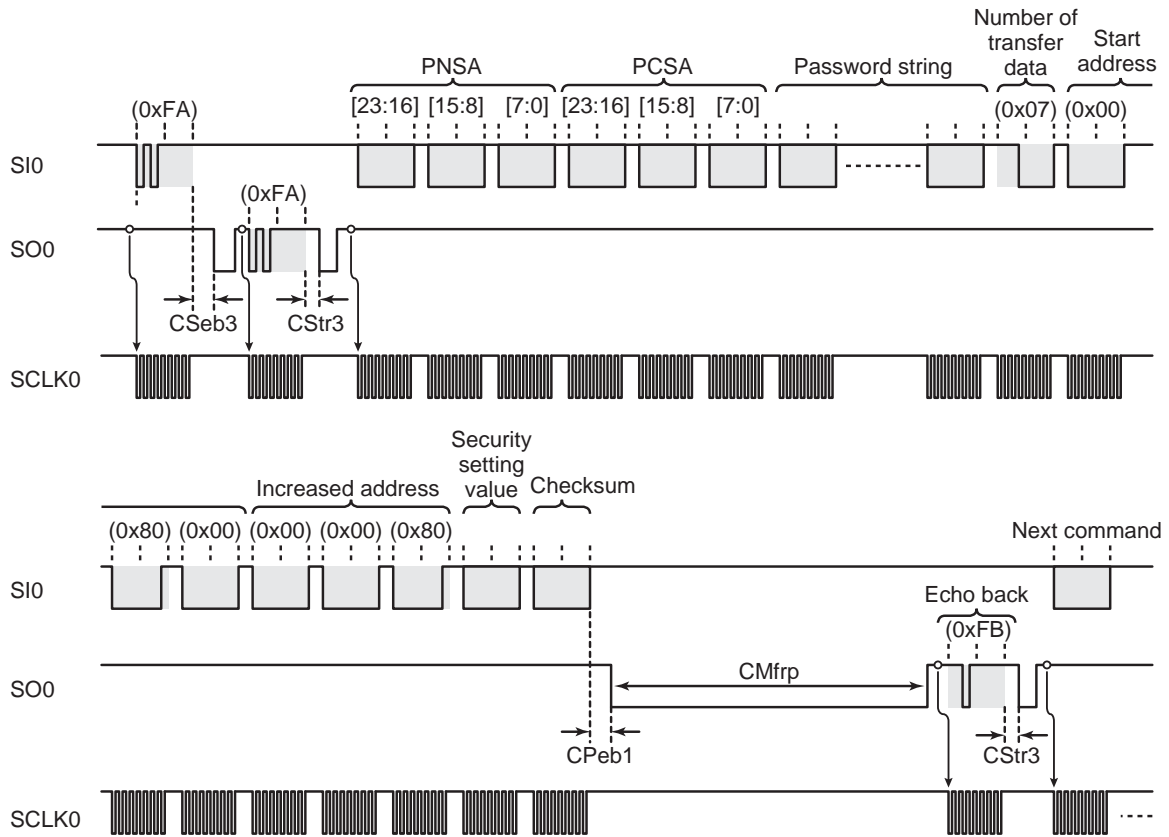 Number of
transfer
data
Start
address
PNSA
PCSA
Password string
(0xFA)
[23:16]
[15:8]
[7:0]
[23:16]
[15:8]
[7:0]
(0x07)
(0x00)
SI0
(0xFA)
SO0
CSeb3
CStr3
SCLK0
Security
setting
value
Increased address
Checksum
(0x80)
(0x00)
(0x00)
(0x00)
(0x80)
Next command
SI0
Echo back
(0xFB)
SO0
CMfrp
CPeb1
CStr3
SCLK0